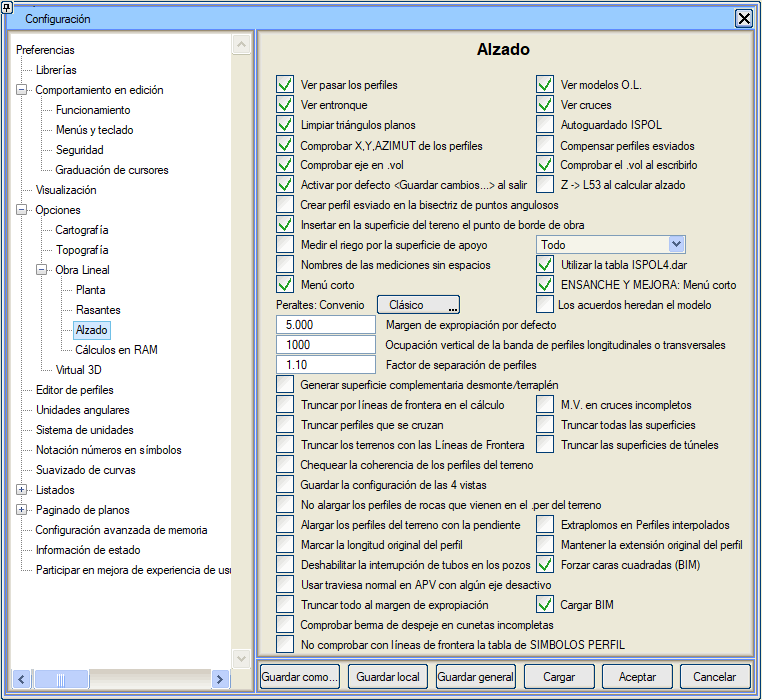 Configuración
Preferencias
Librerías
Comportamiento en edición
Funcionamiento
Menús y teclado
Seguridad
Graduación de cursores
Visualización
Opciones
Cartografía
Topografía
Obra Lineal
Planta
Rasantes
Alzado
Cálculos en RAM
Virtual 3D
Editor de perfiles
Unidades angulares
Sistema de unidades
Notación números en símbolos
Suavizado de curvas
Listados
Paginado de planos
Configuración avanzada de memoria
Información de estado
Participar en mejora de experiencia de usu
Alzado
Ver pasar los perfiles
Ver modelos O.L.
Ver entronque
Ver cruces
Limpiar triángulos planos
Autoguardado ISPOL
Comprobar X,Y,AZIMUT de los perfiles
Compensar perfiles esviados
Comprobar eje en .vol
Comprobar el .vol al escribirlo
Activar por defecto <Guardar cambios...> al salir
Z -> L53 al calcular alzado
Crear perfil esviado en la bisectriz de puntos angulosos
Insertar en la superficie del tereno el punto de borde de obra
Medir el riego por la superficie de apoyo
Todo
Nombres de las mediciones sin espacios
Utilizar la tabla ISPOL4.dar
Menú corto
ENSANCHE Y MEJORA: Menú corto
Peraltes: Convenio
Clásico ...
Los acuerdos heredan el modelo
5.000 Margen de expropiación por defecto
1000 Ocupación vertical de la banda de perfiles longitudinales o transversales
1.10 Factor de separación de perfiles
Generar superficie complementaria desmonte/terraplén
Truncar por líneas de frontera en el cálculo
M.V. en cruces incompletos
Truncar perfiles que se cruzan
Truncar todas las superficies
Truncar los terrenos con las Líneas de Frontera
Truncar las superficies de túneles
Chequear la coherencia de los perfiles del terreno
Guardar la configuración de las 4 vistas
No alargar los perfiles de rocas que vienen en el .per del terreno
Alargar los perfiles del terreno con la pendiente
Extraplomos en Perfiles interpolados
Marcar la longitud original del perfil
Mantener la extensión original del perfil
Deshabilitar la interrupción de tubos en los pozos
Forzar caras cuadradas (BIM)
Usar traviesa normal en APV con algún eje desactivo
Truncar todo al margen de expropiación
Cargar BIM
Comprobar berma de despeje en cunetas incompletas
No comprobar con líneas de frontera la tabla de SIMBOLOS PERFIL
Guardar como...
Guardar local
Guardar general
Cargar
Aceptar
Cancelar